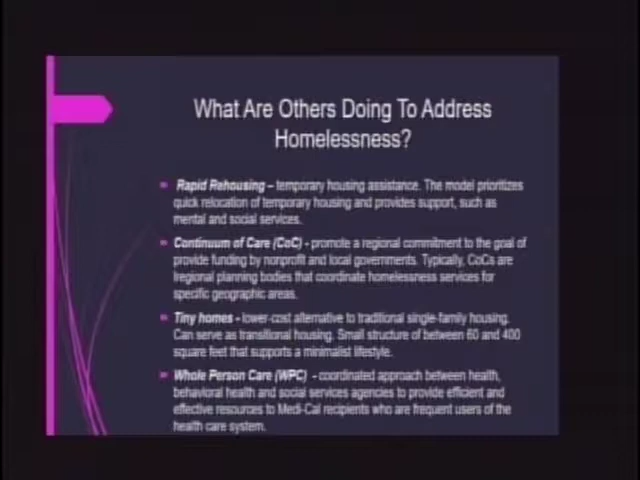 What Are Others Doing To Address
Homelessness?
Rapid Rehousing – temporary housing assistance. The model prioritizes
quick relocation of temporary housing and provides support, such as
mental and social services.
Continuum of Care (CoC) - promote a regional commitment to the goal of
provide funding by nonprofit and local governments. Typically, CoCs are
regional planning bodies that coordinate homelessness services for
specific geographic areas.
Tiny homes - lower-cost alternative to traditional single-family housing.
Can serve as transitional housing. Small structure of between 60 and 400
square feet that supports a minimalist lifestyle.
Whole Person Care (WPC) - coordinated approach between health,
behavioral health and social services agencies to provide efficient and
effective resources to Medi-Cal recipients who are frequent users of the
health care system.